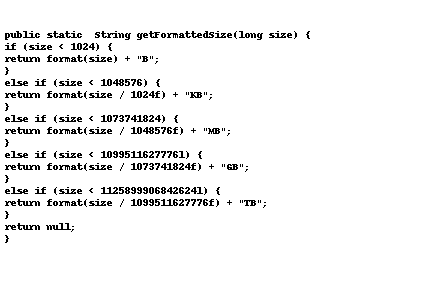 public static  String getFormattedSize(long size) {
if (size < 1024) {
return format(size) + "B";
}
else if (size < 1048576) {
return format(size / 1024f) + "KB";
}
else if (size < 1073741824) {
return format(size / 1048576f) + "MB";
}
else if (size < 1099511627776l) {
return format(size / 1073741824f) + "GB";
}
else if (size < 1125899906842624l) {
return format(size / 1099511627776f) + "TB";
}
return null;
}